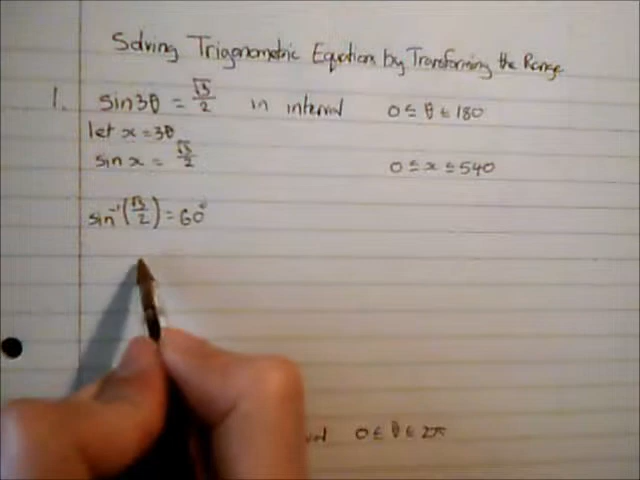 Solving Trigonometric Equation by Transforming the Range
1. sin3θ = √3/2 in interval 0 ≤ θ ≤ 180
let x = 3θ
sin x = √3/2 0 ≤ x ≤ 540
sin⁻¹(√3/2) = 60°
0 ≤ θ ≤ 2π